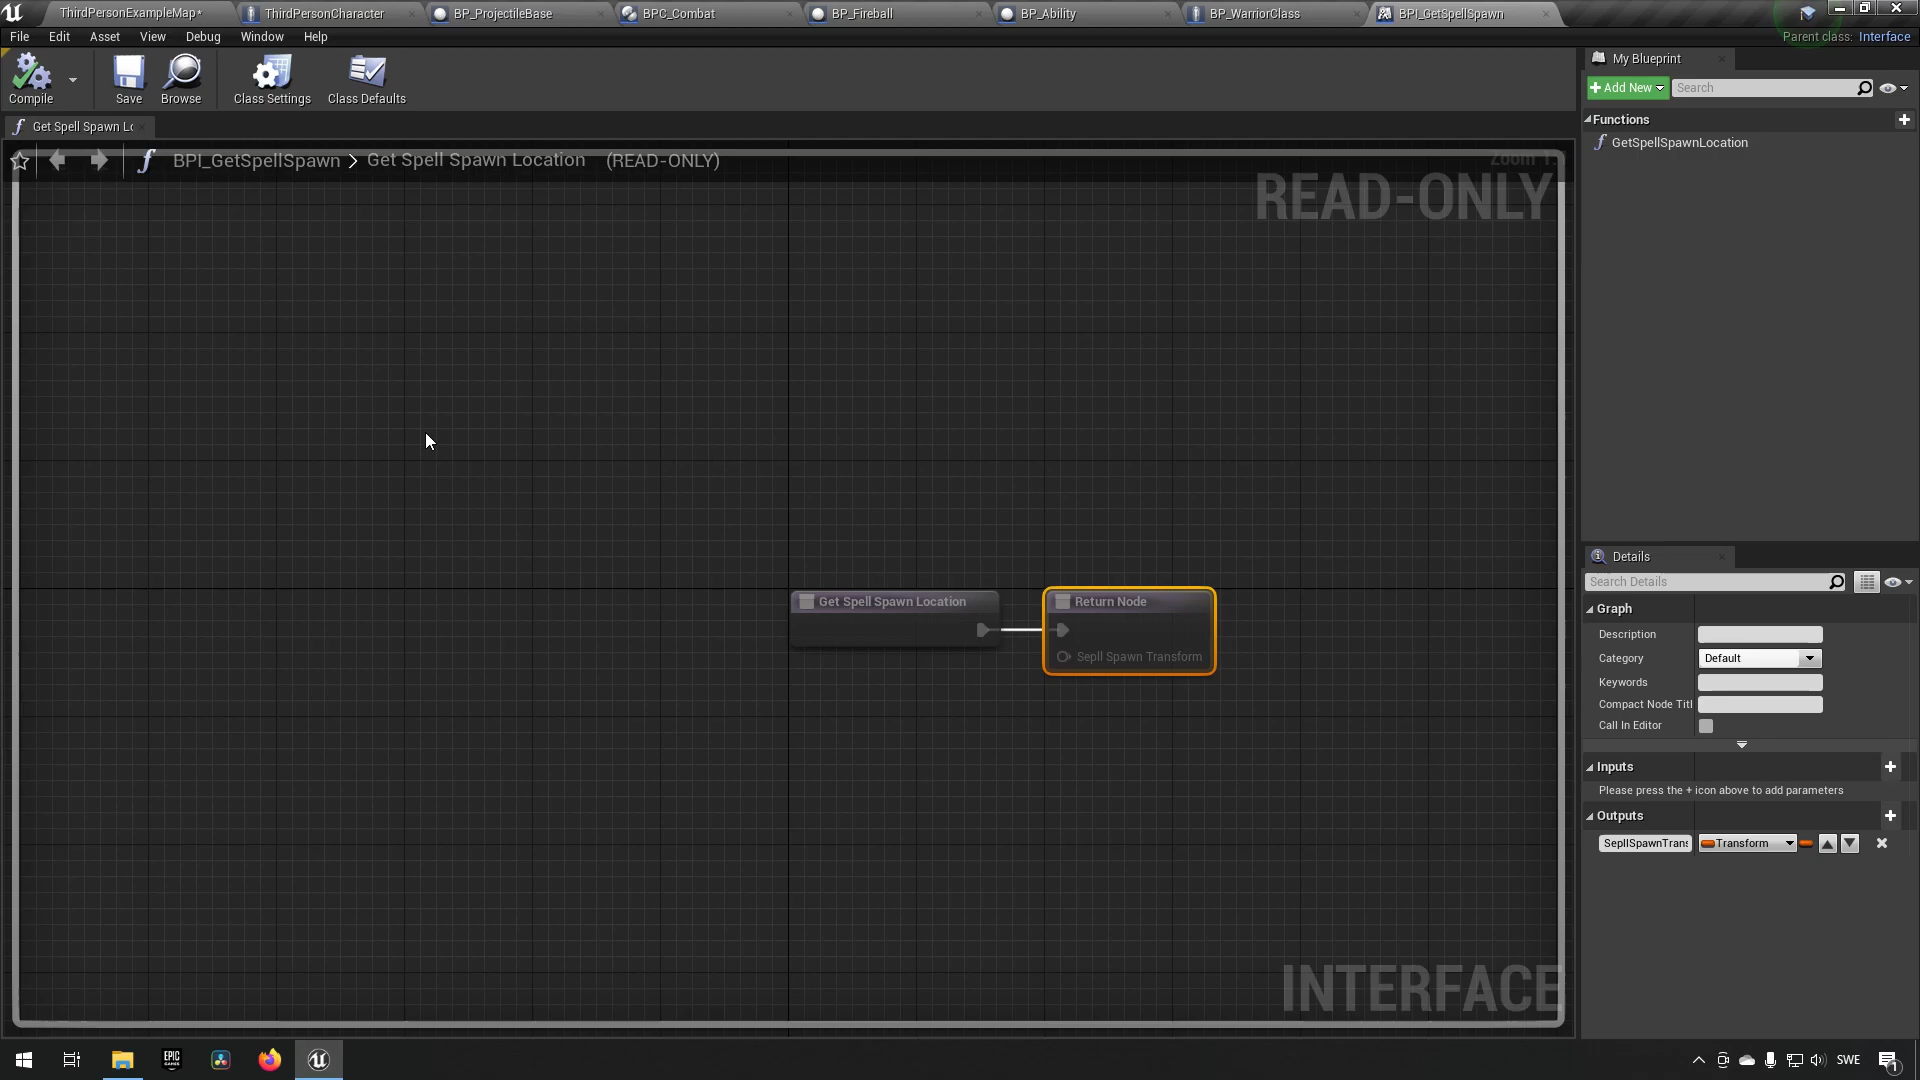 ThirdPersonExampleMap*
ThirdPersonCharacter
BP_ProjectileBase
BPC_Combat
BP_Fireball
BP_Ability
BP_WarriorClass
BPI_GetSpellSpawn
File Edit Asset View Debug Window Help
Parent class: Interface
Compile
Save
Browse
Class Settings
Class Defaults
My Blueprint
Add New
Search
Functions
GetSpellSpawnLocation
Get Spell Spawn Lc
BPI_GetSpellSpawn > Get Spell Spawn Location (READ-ONLY)
READ-ONLY
Get Spell Spawn Location
Return Node
Sepll Spawn Transform
INTERFACE
Details
Search Details
Graph
Description
Category Default
Keywords
Compact Node Titl
Call In Editor
Inputs
Please press the + icon above to add parameters
Outputs
SepllSpawnTrans Transform
EPIC
GAMES
SWE
1